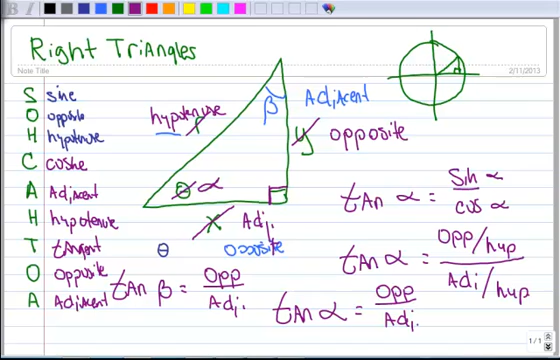 B I
Right Triangles
Note Title
2/11/2013
S sine
O opposite
H hypotenuse
C cosine
A Adjacent
H hypotenuse
T tangent
O opposite
A Adjacent
hypotenuse
r
β
Adjacent
y opposite
θ α
x Adj.
θ
opposite
tan β = opp / Adj.
tan α = sin α / cos α
tan α = opp/hyp / Adj/hyp
tan α = opp / Adj.
1/1